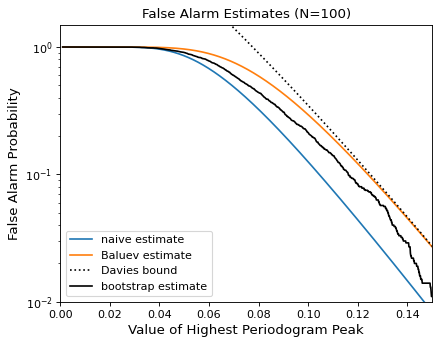 False Alarm Estimates (N=100)
False Alarm Probability
10⁰
10⁻¹
10⁻²
naive estimate
Baluev estimate
Davies bound
bootstrap estimate
0.00 0.02 0.04 0.06 0.08 0.10 0.12 0.14
Value of Highest Periodogram Peak